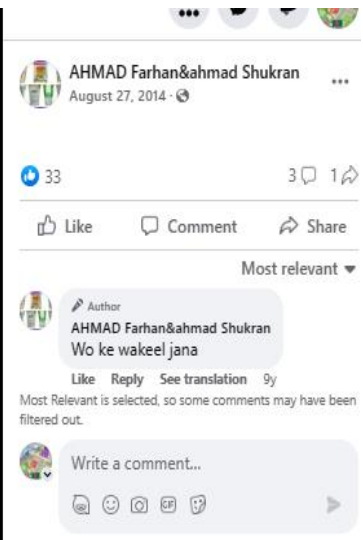 AHMAD Farhan&ahmad Shukran
August 27, 2014 ·
33
3 1
Like Comment Share
Most relevant
Author
AHMAD Farhan&ahmad Shukran
Wo ke wakeel jana
Like Reply See translation 9y
Most Relevant is selected, so some comments may have been
filtered out.
Write a comment...
GIF